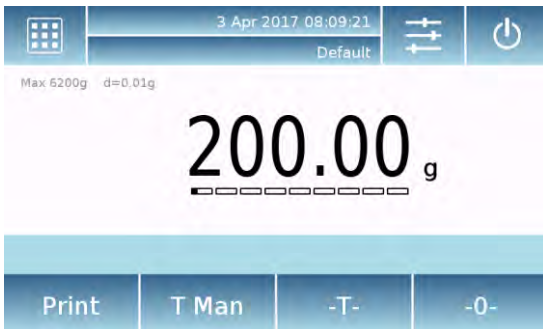 3 Apr 2017 08:09:21
Default
Max 6200g d=0.01g
200.00 g
Print T Man -T- -0-